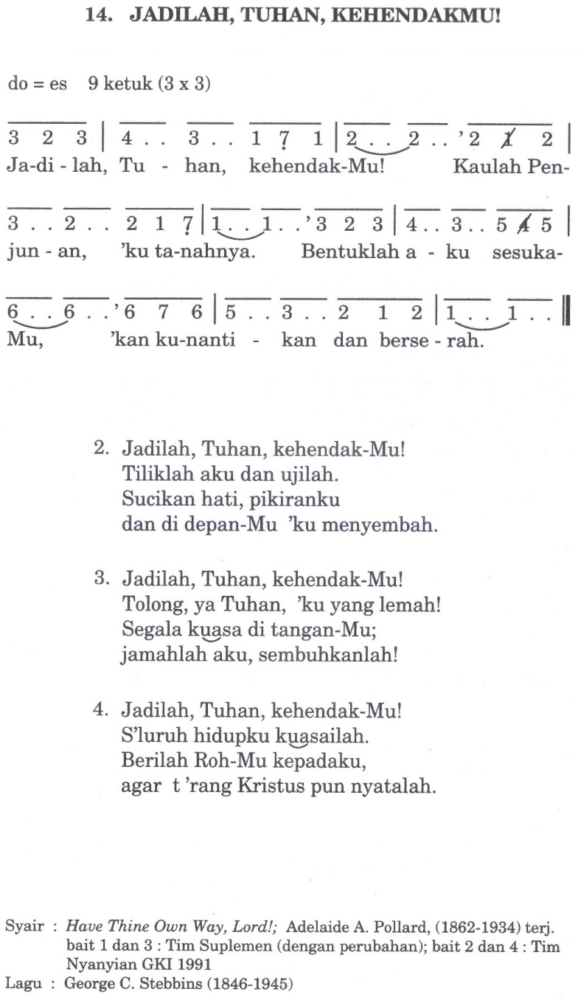 14. JADILAH, TUHAN, KEHENDAKMU!
do = es 9 ketuk (3 x 3)
3 2 3 | 4 . . 3 . . 1 7̣ 1 | 2 . . 2 . . ’ 2 1̸ 2 |
Ja-di - lah, Tu - han, kehendak-Mu! Kaulah Pen-
3 . . 2 . . 2 1 7̣ | 1 . . 1 . . ’ 3 2 3 | 4 . . 3 . . 5 4̸ 5 |
jun - an, ’ku ta-nahnya. Bentuklah a - ku sesuka-
6 . . 6 . . ’ 6 7 6 | 5 . . 3 . . 2 1 2 | 1 . . 1 . . ||
Mu, ’kan ku-nanti - kan dan berse - rah.
2. Jadilah, Tuhan, kehendak-Mu!
Tiliklah aku dan ujilah.
Sucikan hati, pikiranku
dan di depan-Mu ’ku menyembah.
3. Jadilah, Tuhan, kehendak-Mu!
Tolong, ya Tuhan, ’ku yang lemah!
Segala kuasa di tangan-Mu;
jamahlah aku, sembuhkanlah!
4. Jadilah, Tuhan, kehendak-Mu!
S’luruh hidupku kuasailah.
Berilah Roh-Mu kepadaku,
agar t ’rang Kristus pun nyatalah.
Syair : Have Thine Own Way, Lord!; Adelaide A. Pollard, (1862-1934) terj.
bait 1 dan 3 : Tim Suplemen (dengan perubahan); bait 2 dan 4 : Tim
Nyanyian GKI 1991
Lagu : George C. Stebbins (1846-1945)